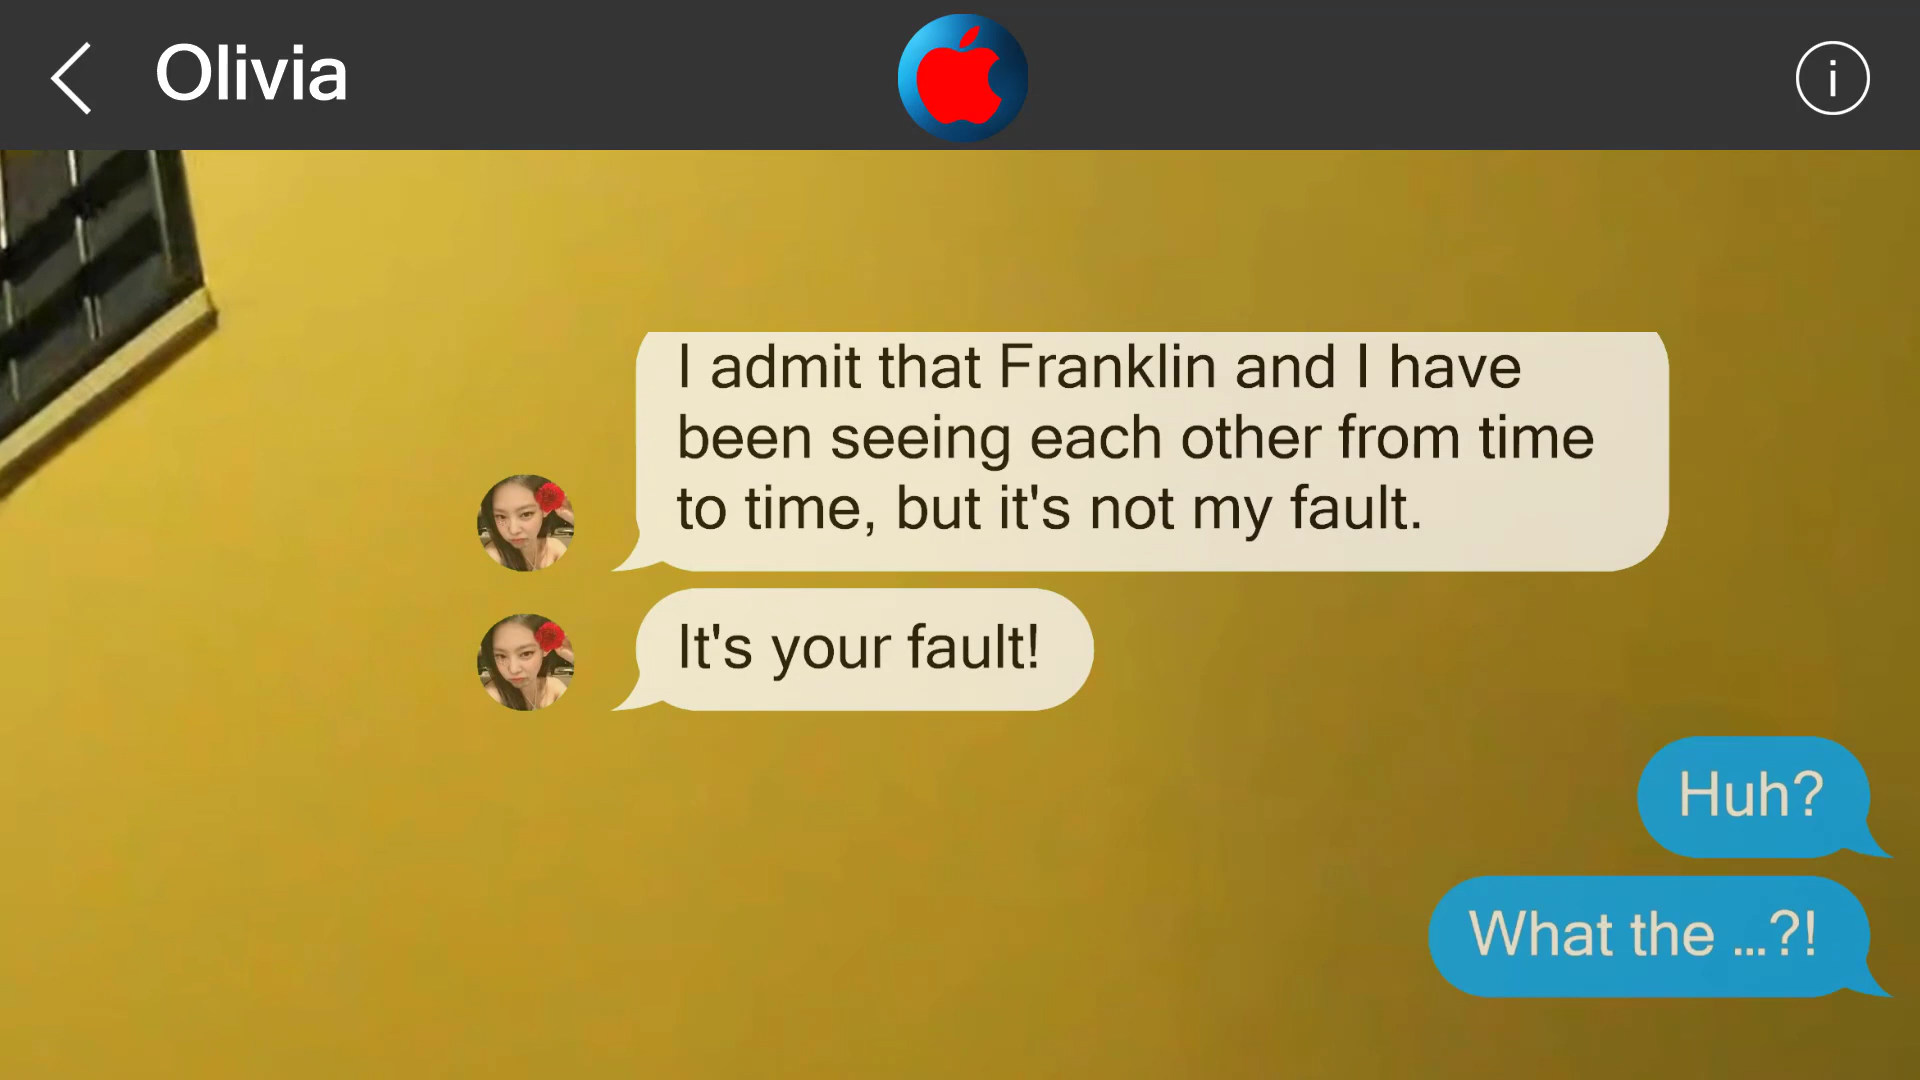 Olivia
I admit that Franklin and I have
been seeing each other from time
to time, but it's not my fault.
It's your fault!
Huh?
What the ...?!